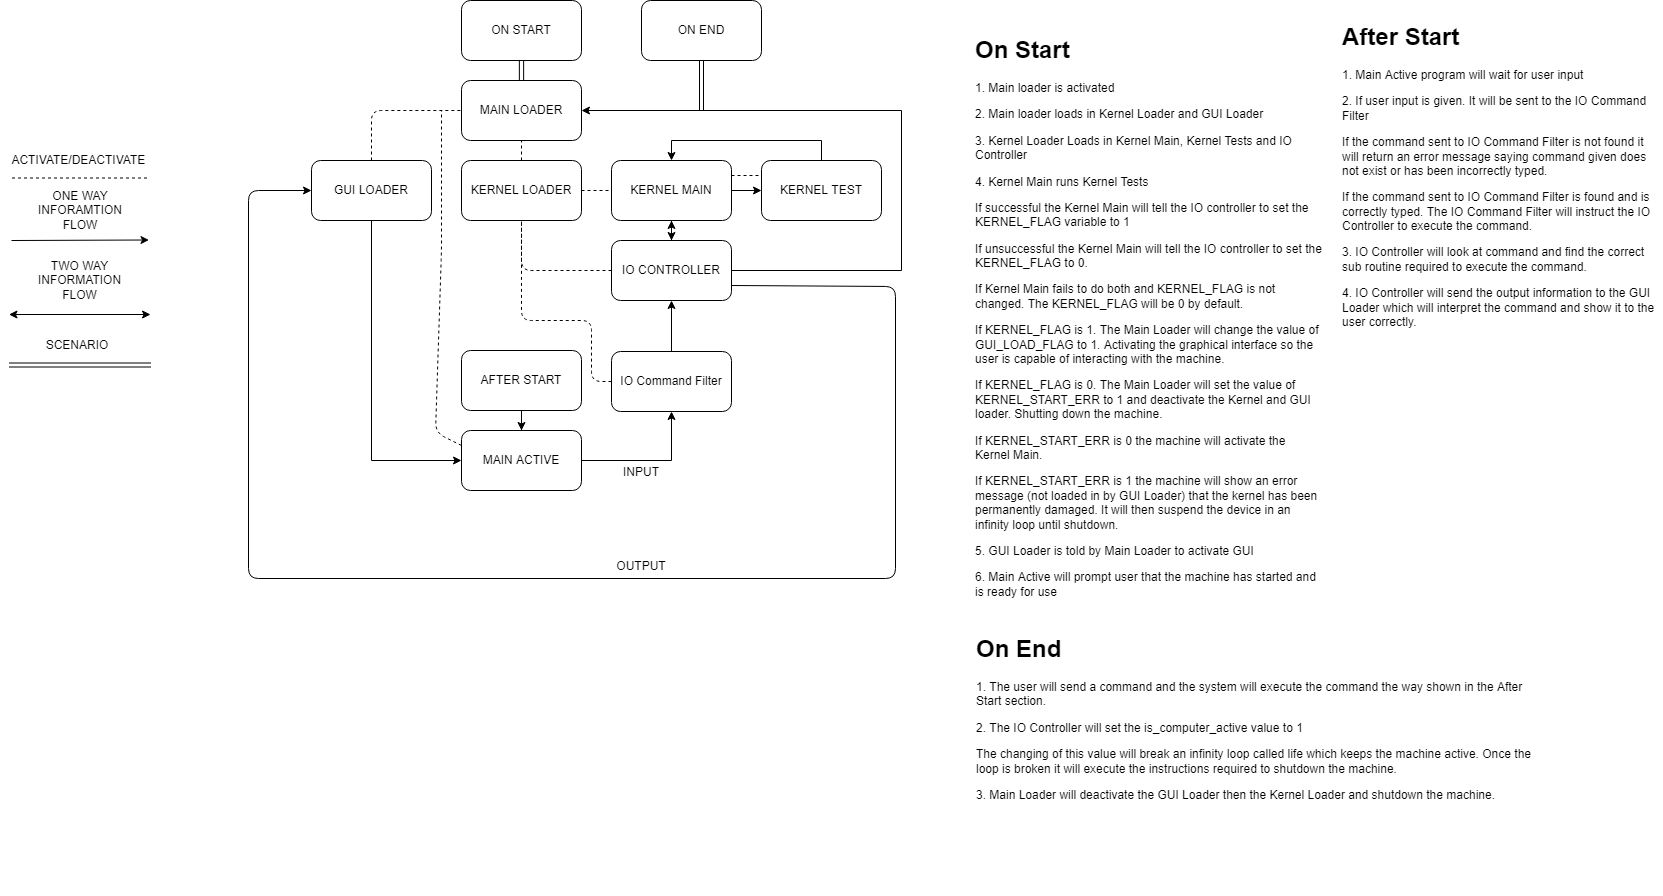 ON START
ON END
MAIN LOADER
ACTIVATE/DEACTIVATE
ONE WAY
INFORAMTION
FLOW
TWO WAY
INFORMATION
FLOW
SCENARIO
GUI LOADER
KERNEL LOADER
KERNEL MAIN
KERNEL TEST
IO CONTROLLER
AFTER START
IO Command Filter
MAIN ACTIVE
INPUT
OUTPUT
On Start
1. Main loader is activated
2. Main loader loads in Kernel Loader and GUI Loader
3. Kernel Loader Loads in Kernel Main, Kernel Tests and IO
Controller
4. Kernel Main runs Kernel Tests
If successful the Kernel Main will tell the IO controller to set the
KERNEL_FLAG variable to 1
If unsuccessful the Kernel Main will tell the IO controller to set the
KERNEL_FLAG to 0.
If Kernel Main fails to do both and KERNEL_FLAG is not
changed. The KERNEL_FLAG will be 0 by default.
If KERNEL_FLAG is 1. The Main Loader will change the value of
GUI_LOAD_FLAG to 1. Activating the graphical interface so the
user is capable of interacting with the machine.
If KERNEL_FLAG is 0. The Main Loader will set the value of
KERNEL_START_ERR to 1 and deactivate the Kernel and GUI
loader. Shutting down the machine.
If KERNEL_START_ERR is 0 the machine will activate the
Kernel Main.
If KERNEL_START_ERR is 1 the machine will show an error
message (not loaded in by GUI Loader) that the kernel has been
permanently damaged. It will then suspend the device in an
infinity loop until shutdown.
5. GUI Loader is told by Main Loader to activate GUI
6. Main Active will prompt user that the machine has started and
is ready for use
After Start
1. Main Active program will wait for user input
2. If user input is given. It will be sent to the IO Command
Filter
If the command sent to IO Command Filter is not found it
will return an error message saying command given does
not exist or has been incorrectly typed.
If the command sent to IO Command Filter is found and is
correctly typed. The IO Command Filter will instruct the IO
Controller to execute the command.
3. IO Controller will look at command and find the correct
sub routine required to execute the command.
4. IO Controller will send the output information to the GUI
Loader which will interpret the command and show it to the
user correctly.
On End
1. The user will send a command and the system will execute the command the way shown in the After
Start section.
2. The IO Controller will set the is_computer_active value to 1
The changing of this value will break an infinity loop called life which keeps the machine active. Once the
loop is broken it will execute the instructions required to shutdown the machine.
3. Main Loader will deactivate the GUI Loader then the Kernel Loader and shutdown the machine.